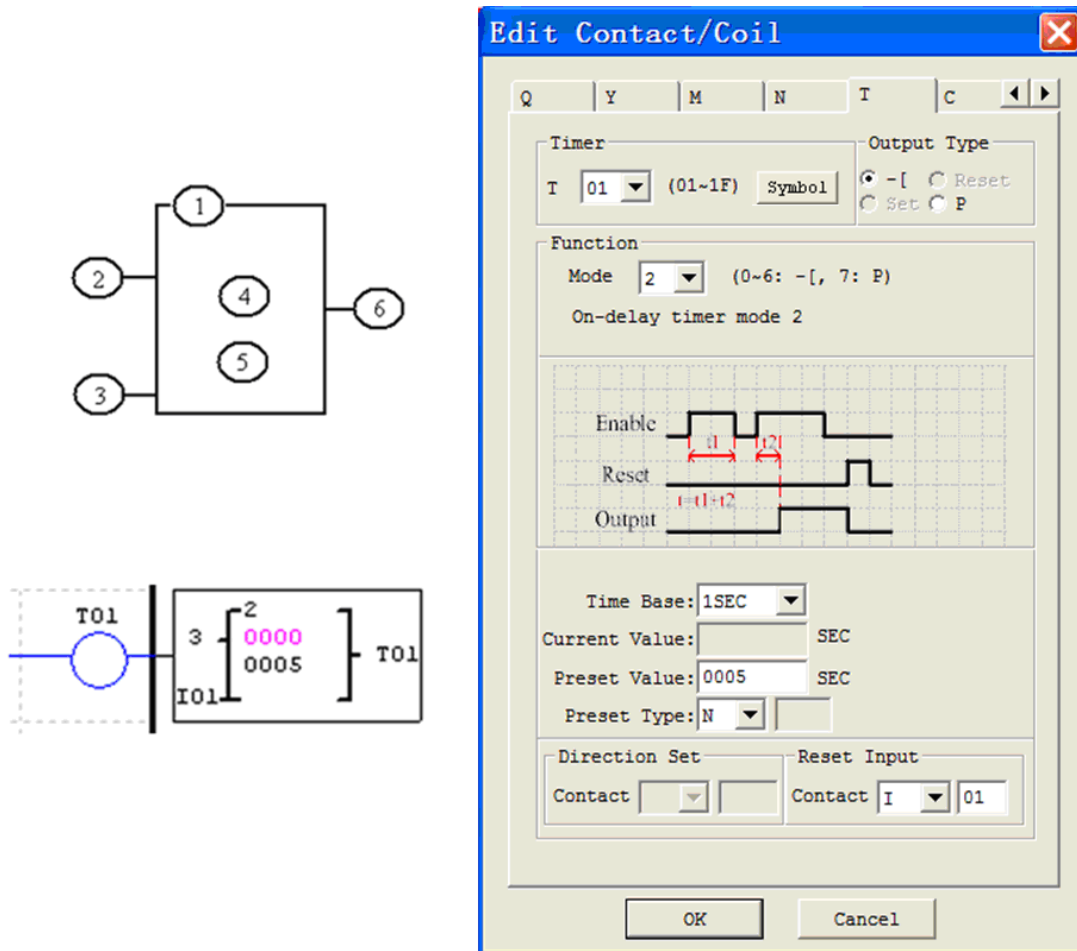 1
2
3
4
5
6
T01
2
3
0000
0005
I01
T01
Edit Contact/Coil
Q Y M N T C
Timer
T 01 (01~1F) Symbol
Output Type
-[ Reset
Set P
Function
Mode 2 (0~6: -[, 7: P)
On-delay timer mode 2
Enable
t1 t2
Reset
t=t1+t2
Output
Time Base: 1SEC
Current Value: SEC
Preset Value: 0005 SEC
Preset Type: N
Direction Set
Contact
Reset Input
Contact I 01
OK Cancel